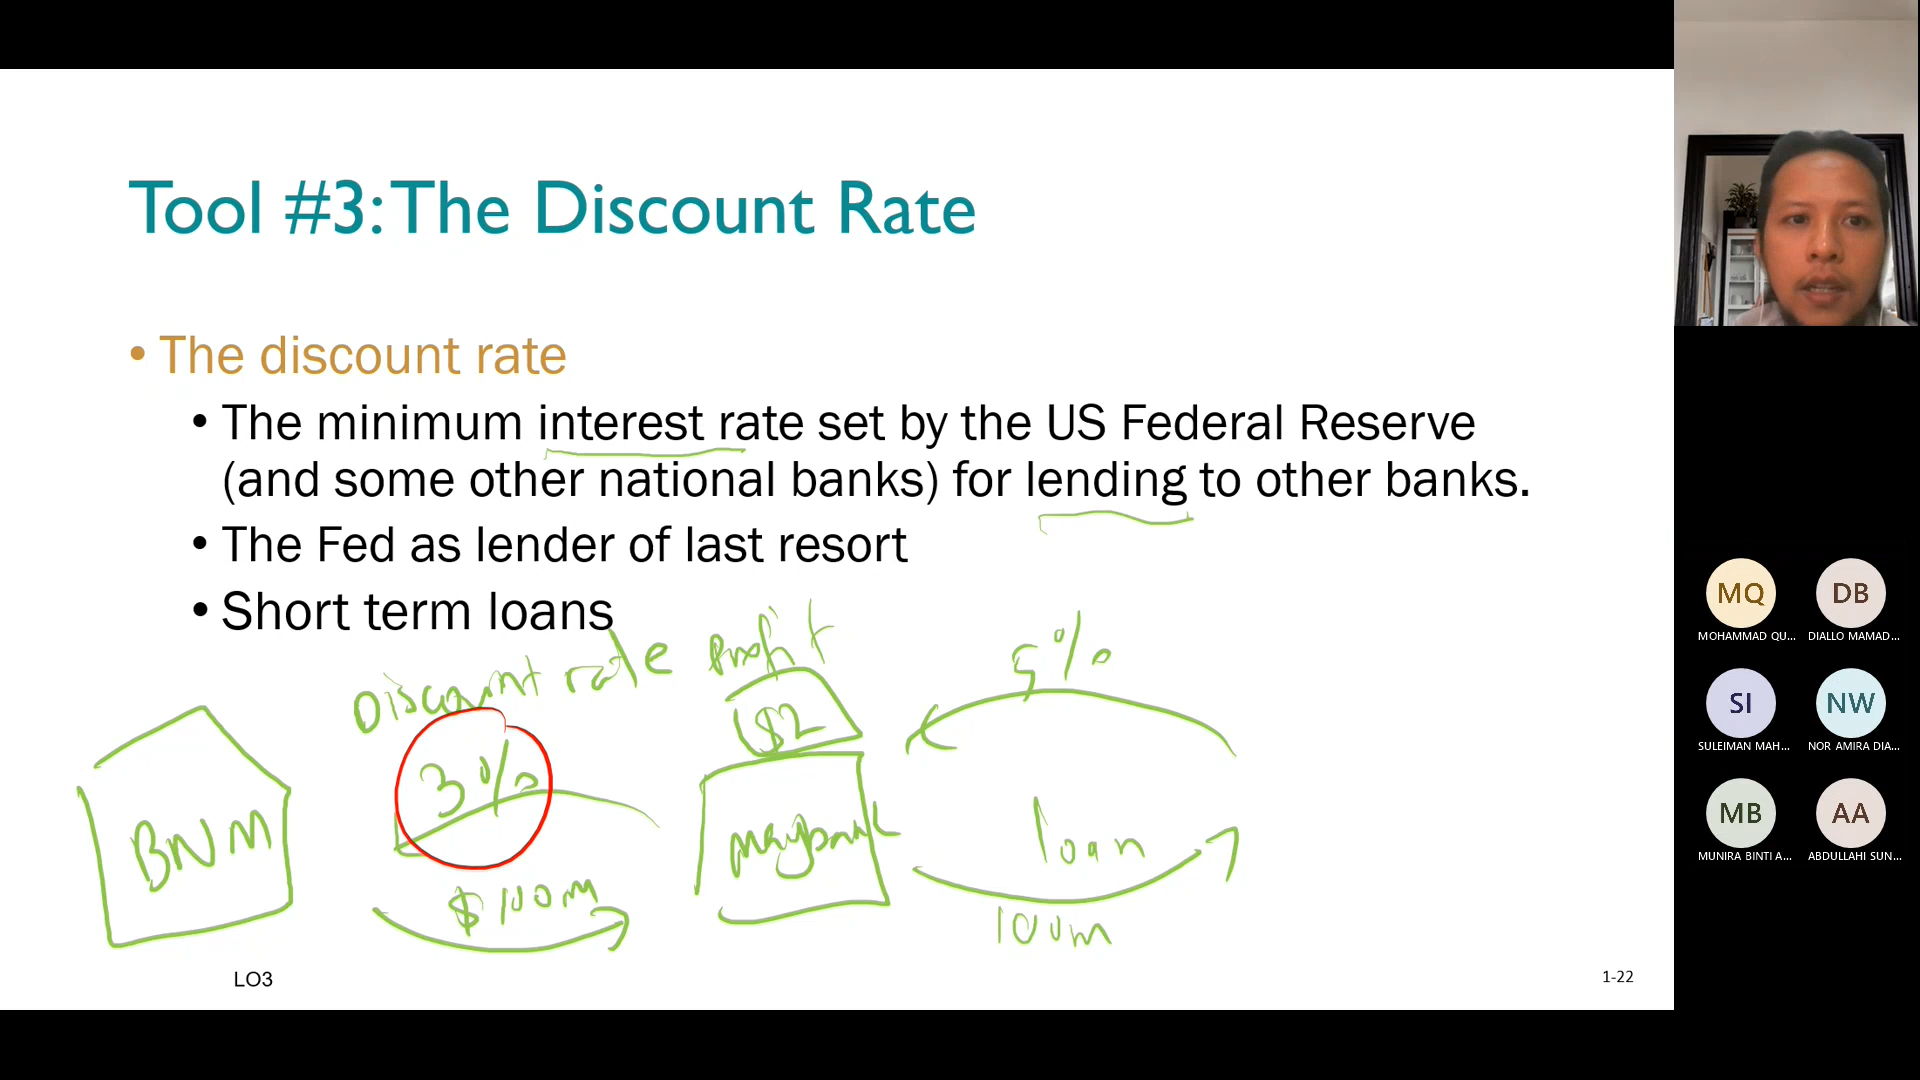 Tool #3: The Discount Rate
• The discount rate
• The minimum interest rate set by the US Federal Reserve
(and some other national banks) for lending to other banks.
• The Fed as lender of last resort
• Short term loans
Discount rate
Profit
5%
$2
3%
BNM
maybank
loan
$100m
100m
LO3
1-22
MQ
DB
MOHAMMAD QU...
DIALLO MAMAD...
SI
NW
SULEIMAN MAH...
NOR AMIRA DIA...
MB
AA
MUNIRA BINTI A...
ABDULLAHI SUN...